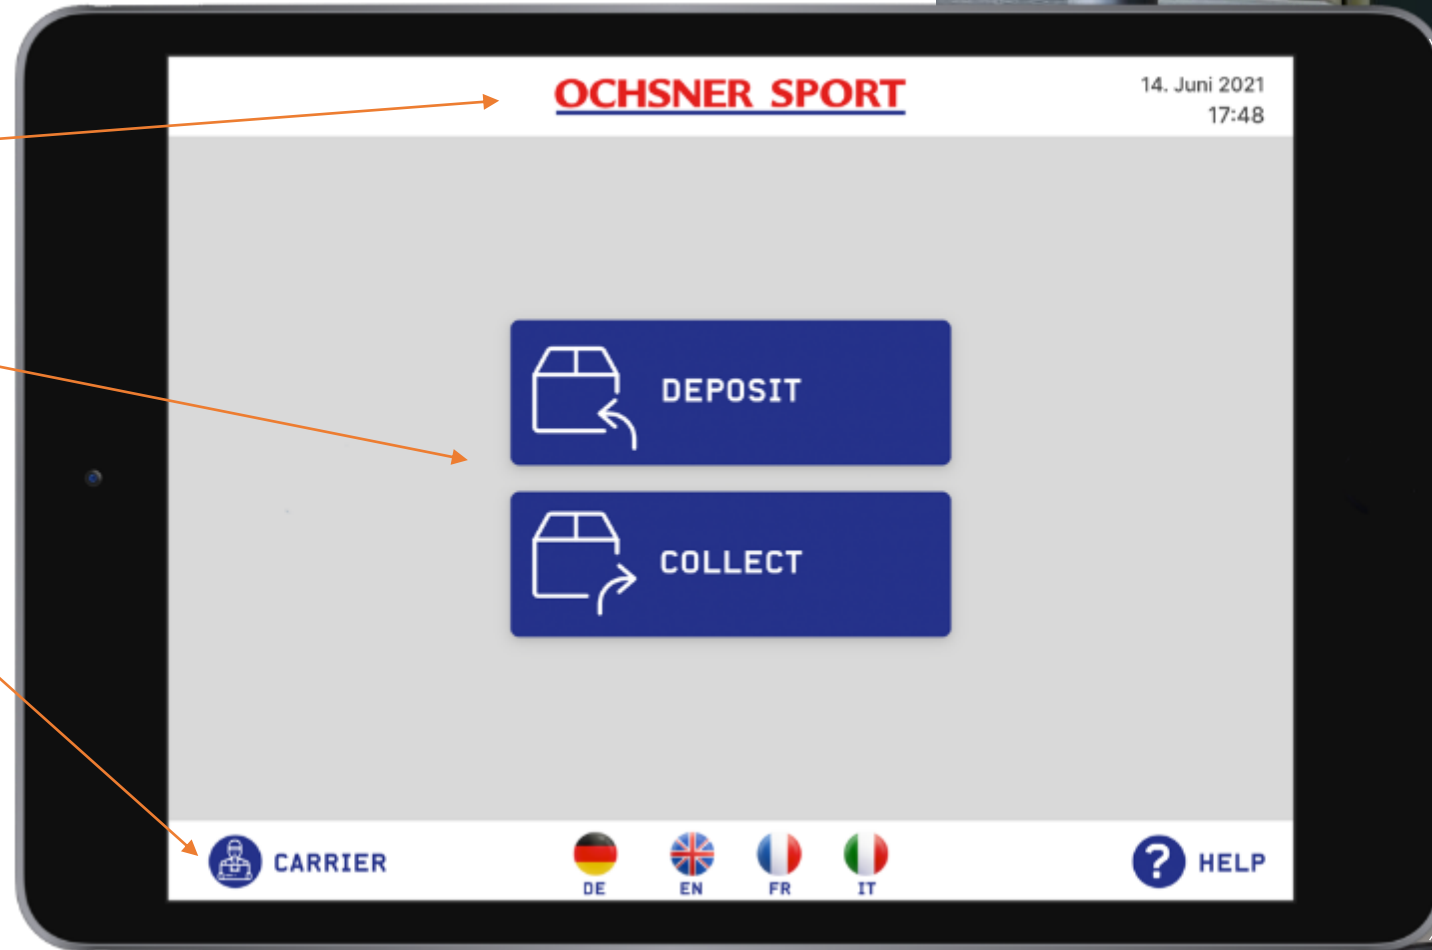 OCHSNER SPORT
14. Juni 2021
17:48
DEPOSIT
COLLECT
CARRIER
DE
EN
FR
IT
? HELP